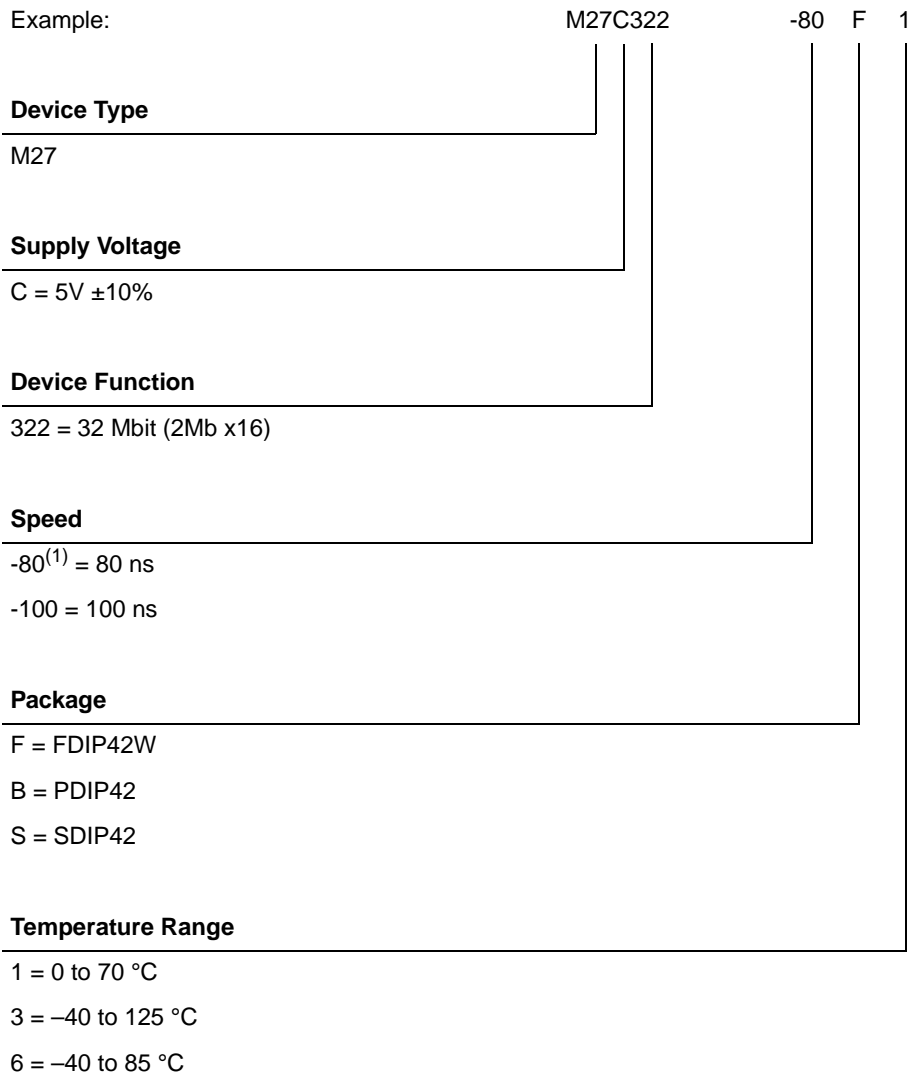 Example: M27C322 -80 F 1
Device Type
M27
Supply Voltage
C = 5V ±10%
Device Function
322 = 32 Mbit (2Mb x16)
Speed
-80(1) = 80 ns
-100 = 100 ns
Package
F = FDIP42W
B = PDIP42
S = SDIP42
Temperature Range
1 = 0 to 70 °C
3 = –40 to 125 °C
6 = –40 to 85 °C